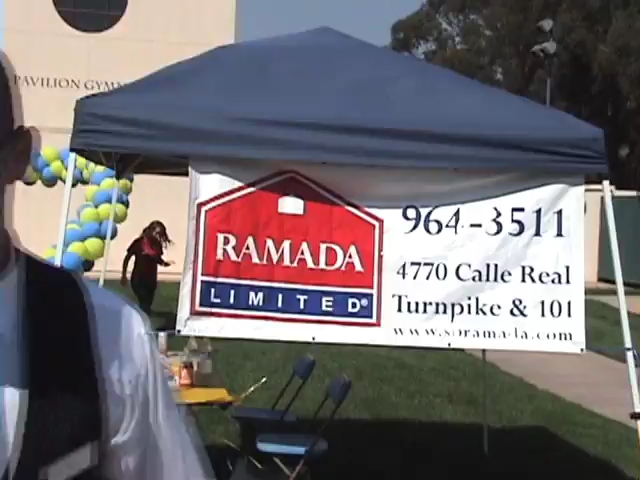 PAVILION GYM
RAMADA
LIMITED®
964-3511
4770 Calle Real
Turnpike & 101
www.sbramada.com